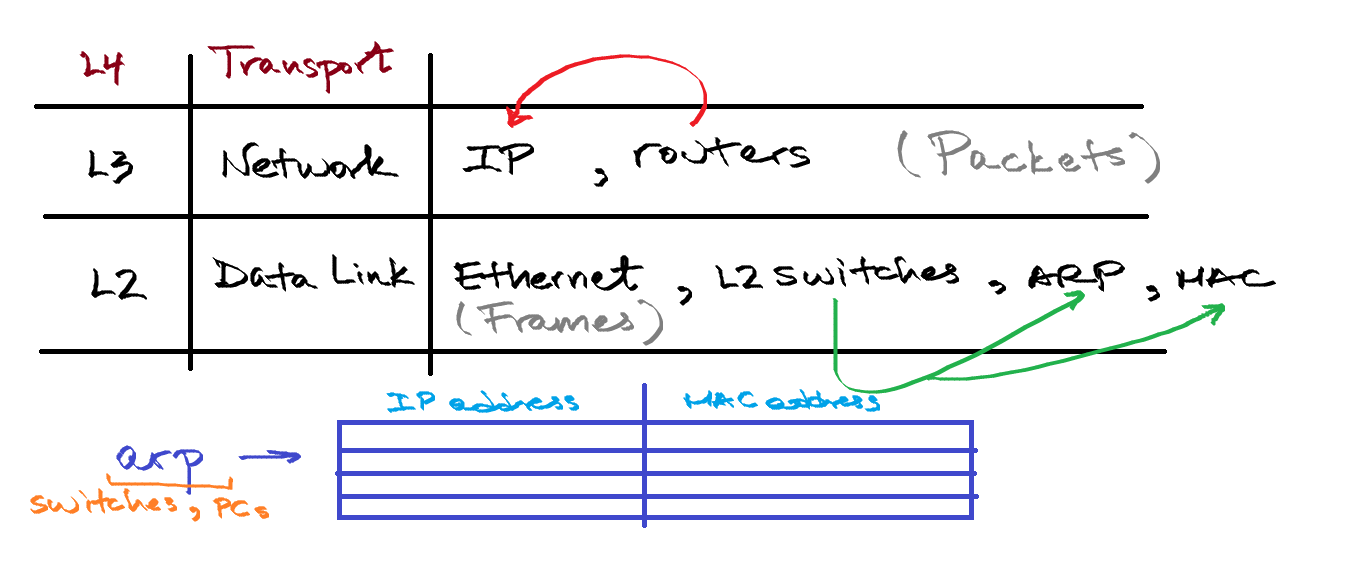 L4 Transport
L3 Network IP , routers (Packets)
L2 Data Link Ethernet , L2 switches , ARP , MAC
(Frames)
IP address MAC address
arp
switches, PCs